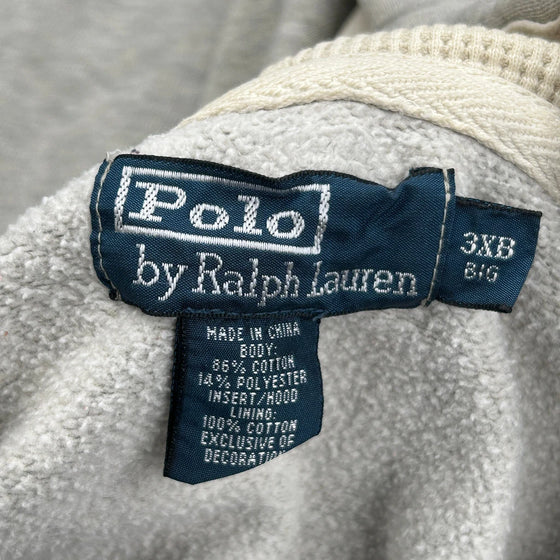 Polo
by Ralph Lauren
3XB
BIG
MADE IN CHINA
BODY:
86% COTTON
14% POLYESTER
INSERT/HOOD
LINING:
100% COTTON
EXCLUSIVE OF
DECORATION